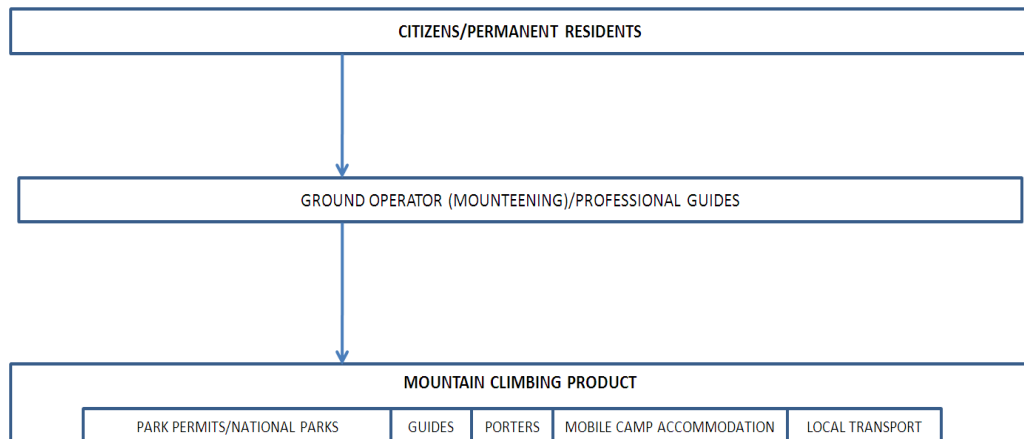 CITIZENS/PERMANENT RESIDENTS
GROUND OPERATOR (MOUNTEENING)/PROFESSIONAL GUIDES
MOUNTAIN CLIMBING PRODUCT
PARK PERMITS/NATIONAL PARKS GUIDES PORTERS MOBILE CAMP ACCOMMODATION LOCAL TRANSPORT